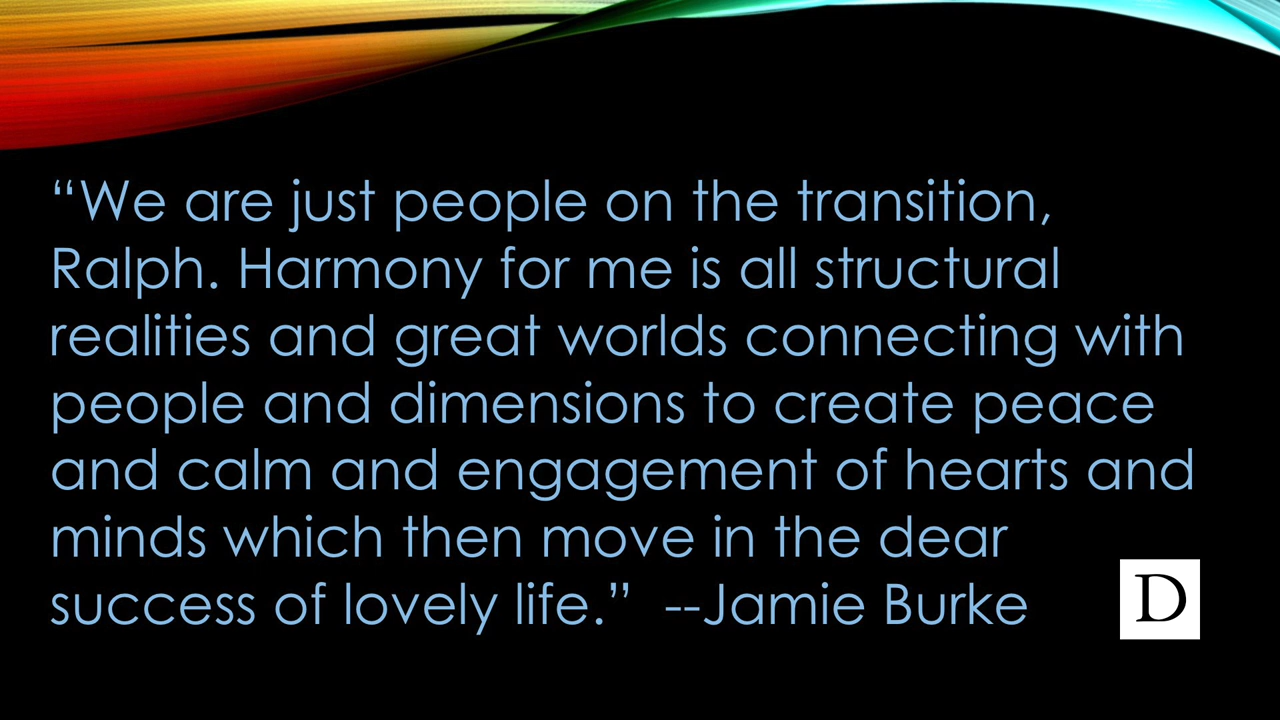 “We are just people on the transition,
Ralph. Harmony for me is all structural
realities and great worlds connecting with
people and dimensions to create peace
and calm and engagement of hearts and
minds which then move in the dear
success of lovely life.”  --Jamie Burke
D